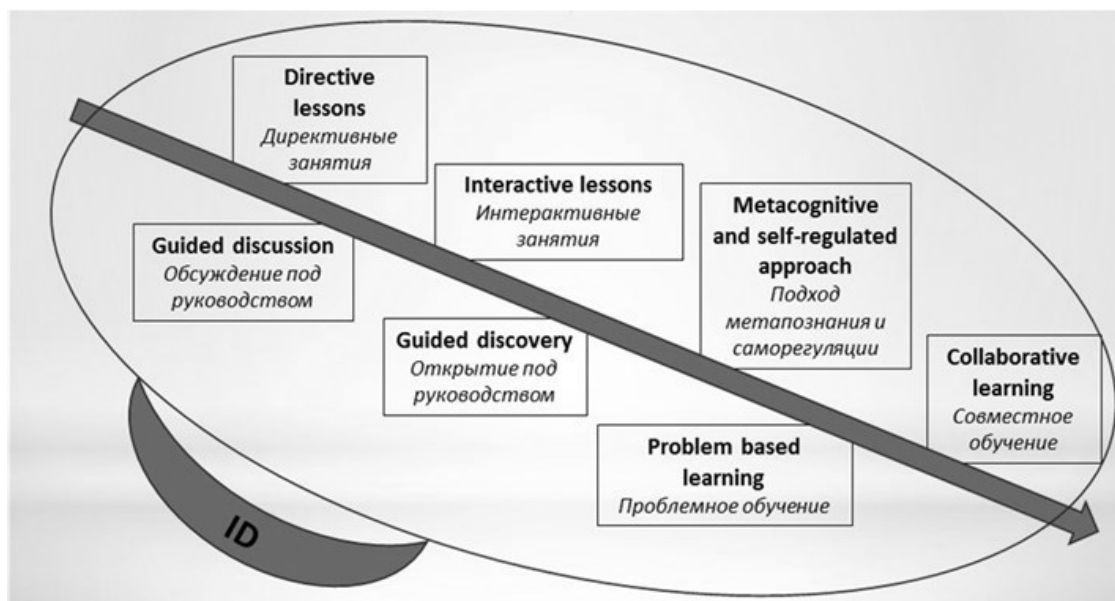 Directive
lessons
Директивные
занятия
Guided discussion
Обсуждение под
руководством
Interactive lessons
Интерактивные
занятия
Guided discovery
Открытие под
руководством
Metacognitive
and self-regulated
approach
Подход
метапознания и
саморегуляции
Problem based
learning
Проблемное обучение
Collaborative
learning
Совместное
обучение
ID